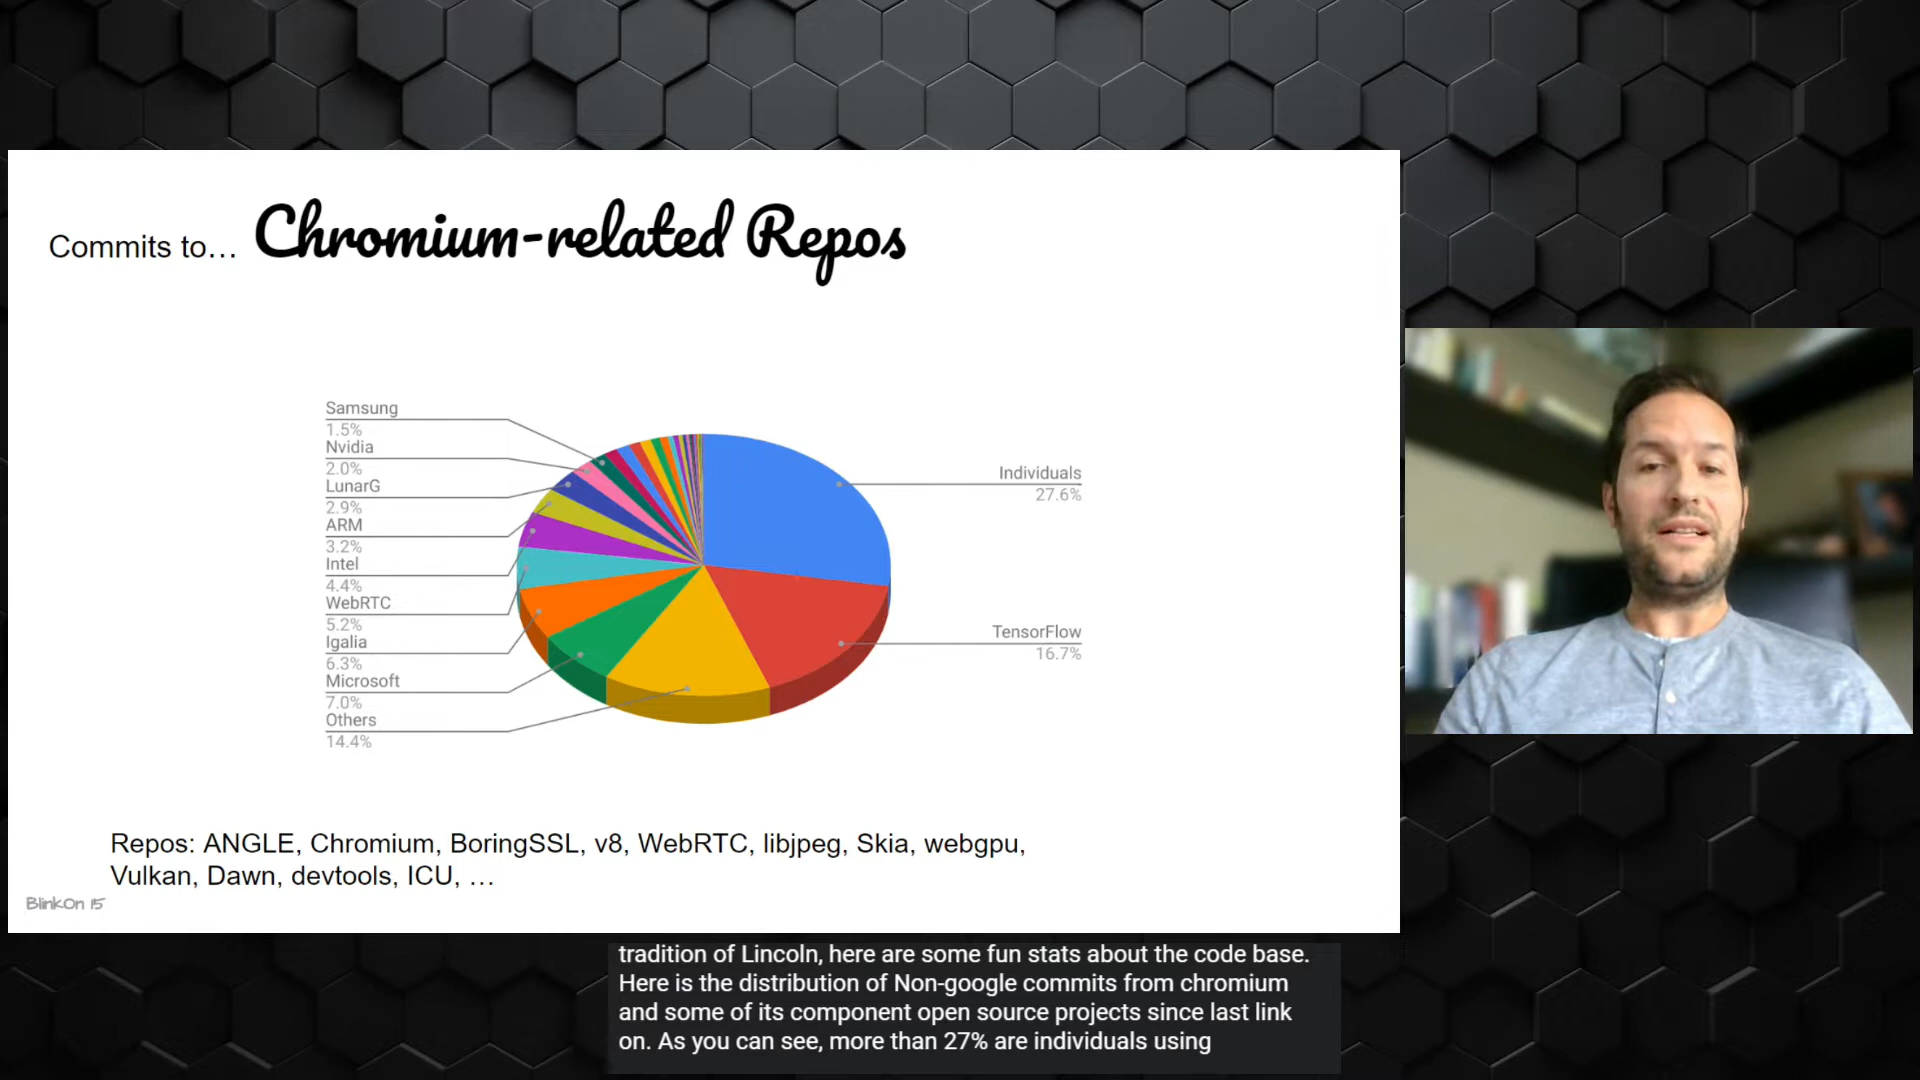 Commits to… Chromium-related Repos
Samsung
1.5%
Nvidia
2.0%
LunarG
2.9%
ARM
3.2%
Intel
4.4%
WebRTC
5.2%
Igalia
6.3%
Microsoft
7.0%
Others
14.4%
Individuals
27.6%
TensorFlow
16.7%
Repos: ANGLE, Chromium, BoringSSL, v8, WebRTC, libjpeg, Skia, webgpu,
Vulkan, Dawn, devtools, ICU, …
BlinkOn 15
tradition of Lincoln, here are some fun stats about the code base.
Here is the distribution of Non-google commits from chromium
and some of its component open source projects since last link
on. As you can see, more than 27% are individuals using